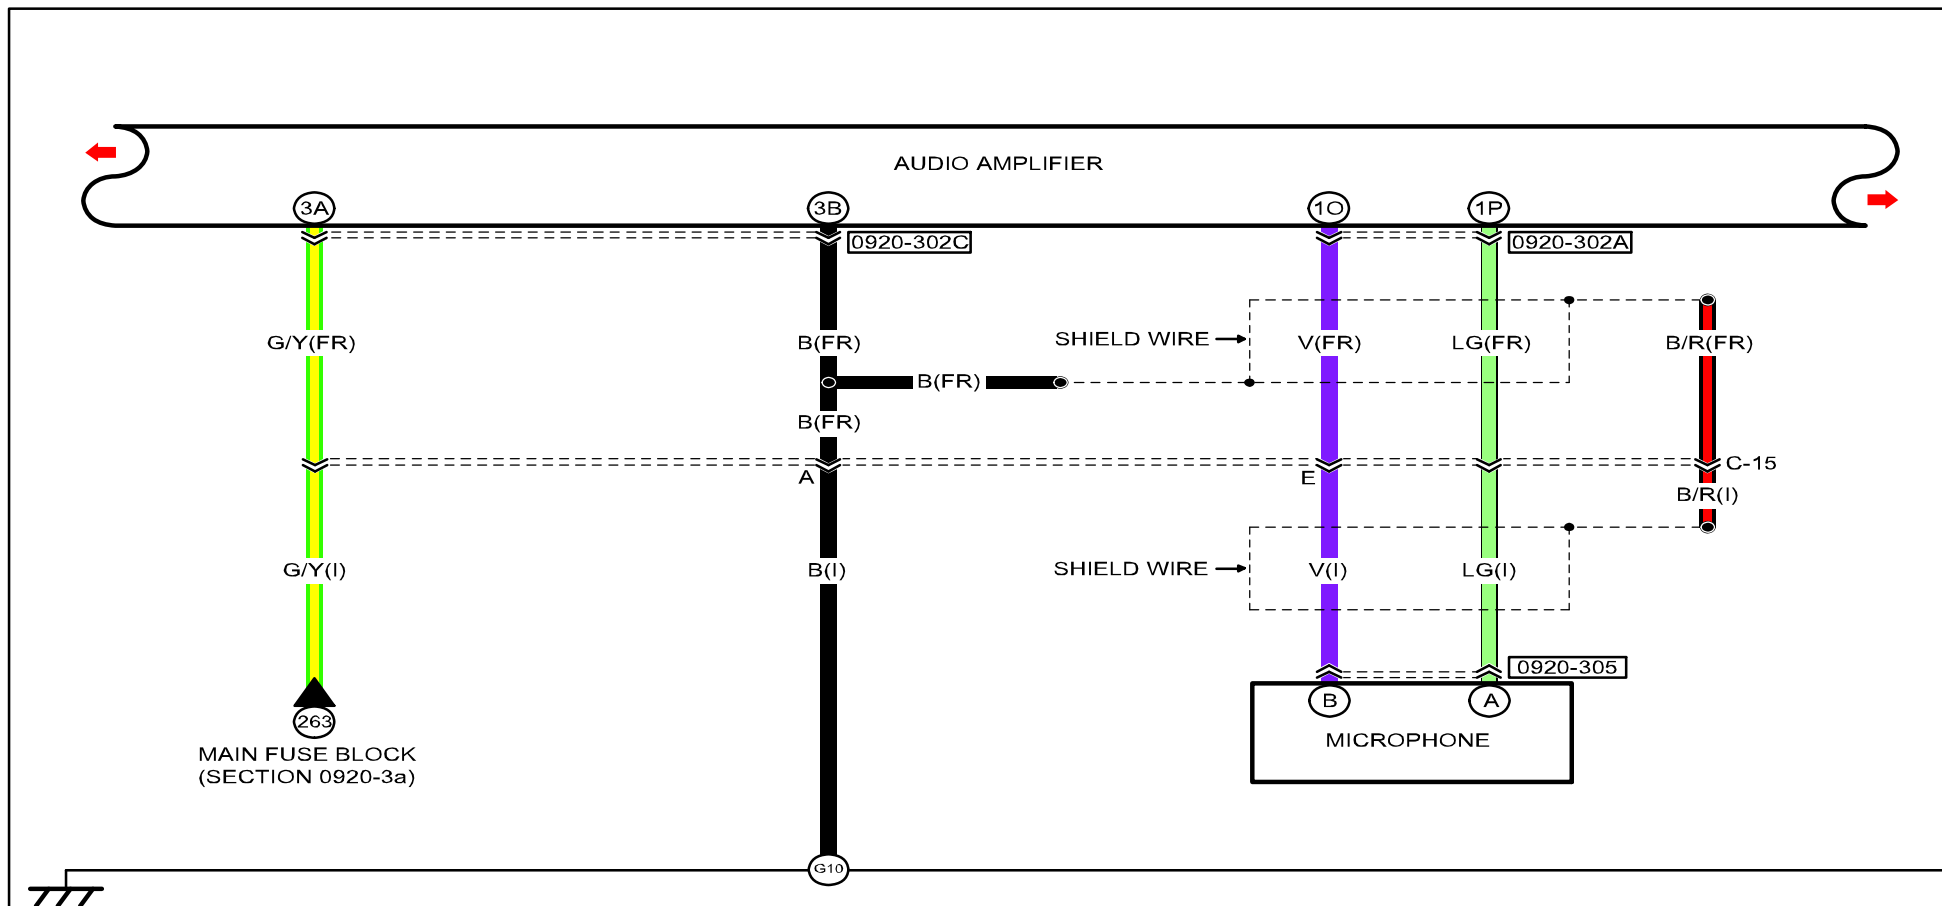 AUDIO AMPLIFIER
3A
3B
1O
1P
0920-302C
0920-302A
G/Y(FR)
B(FR)
SHIELD WIRE
V(FR)
LG(FR)
B/R(FR)
B(FR)
B(FR)
C-15
A
E
B/R(I)
G/Y(I)
B(I)
SHIELD WIRE
V(I)
LG(I)
0920-305
B
A
263
MICROPHONE
MAIN FUSE BLOCK
(SECTION 0920-3a)
G10